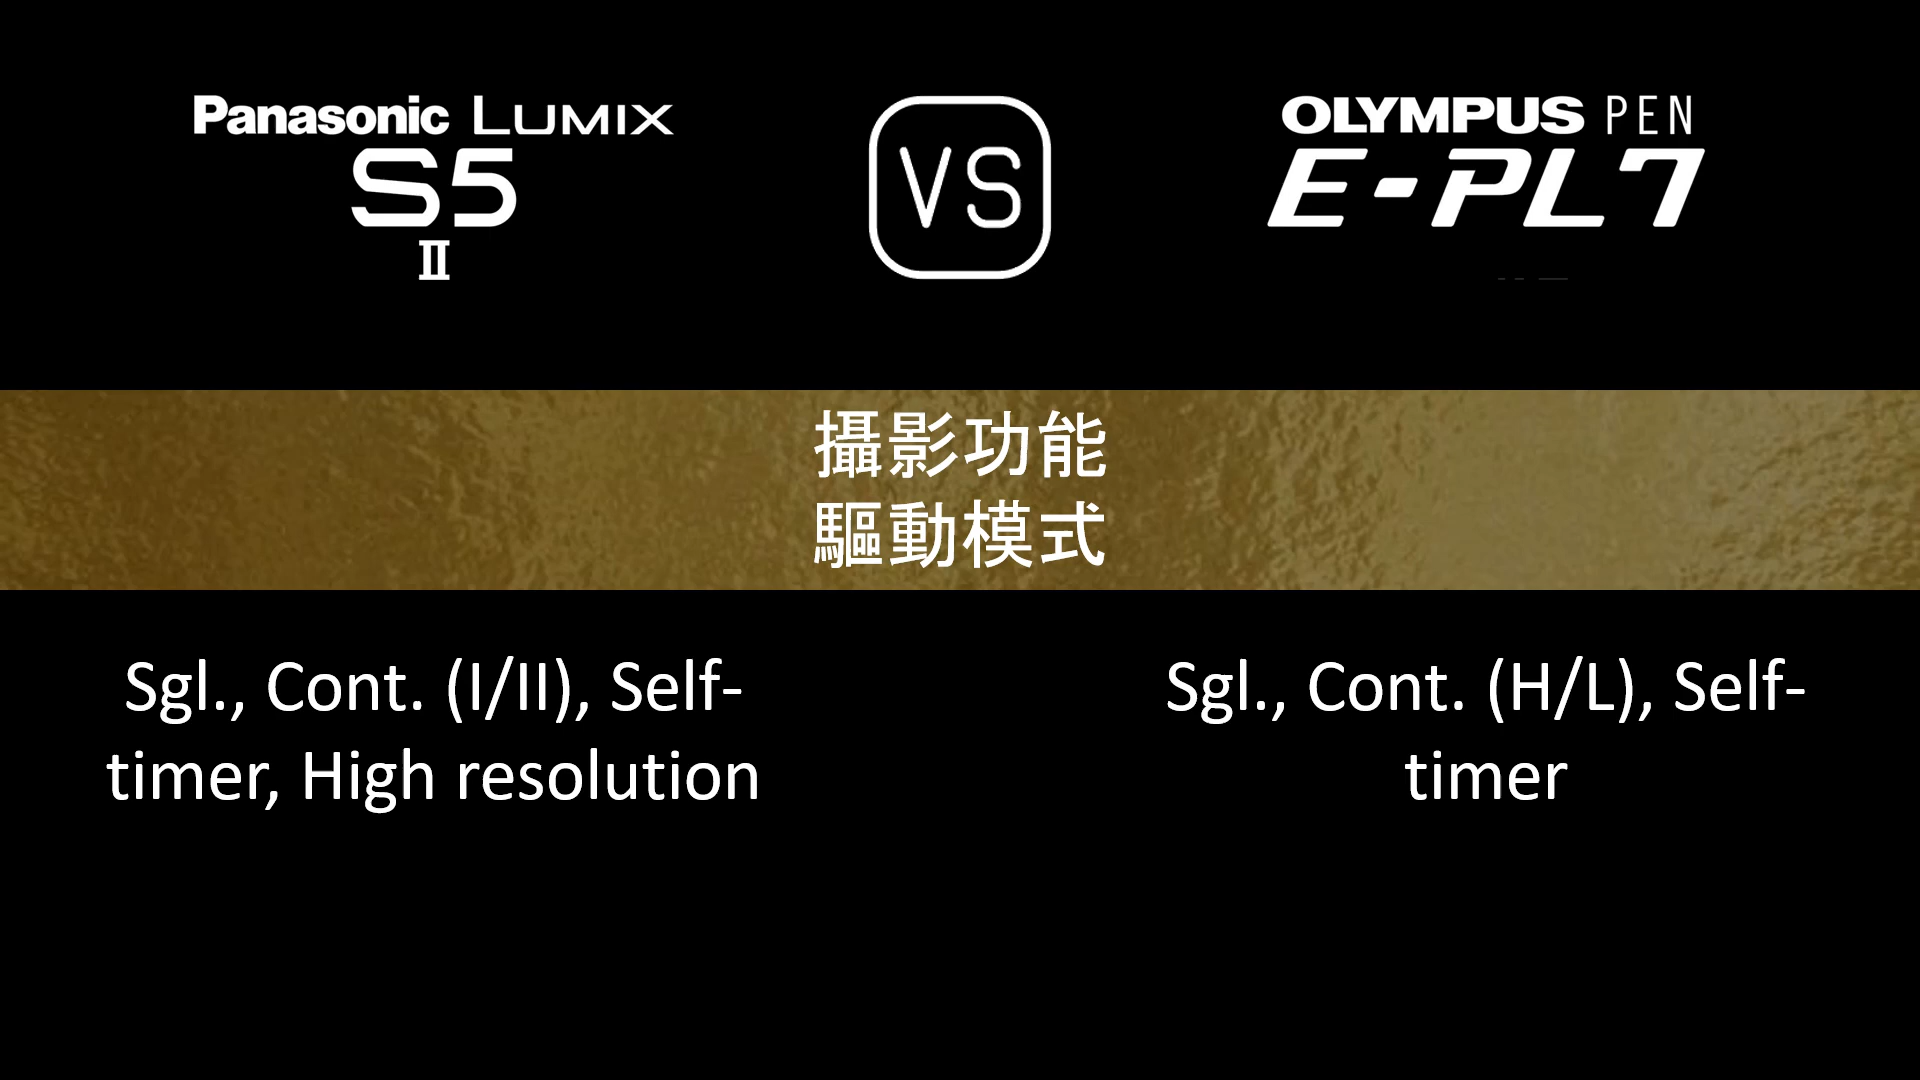 Panasonic LUMIX
S5
II
VS
OLYMPUS PEN
E-PL7
攝影功能
驅動模式
Sgl., Cont. (I/II), Self-
timer, High resolution
Sgl., Cont. (H/L), Self-
timer